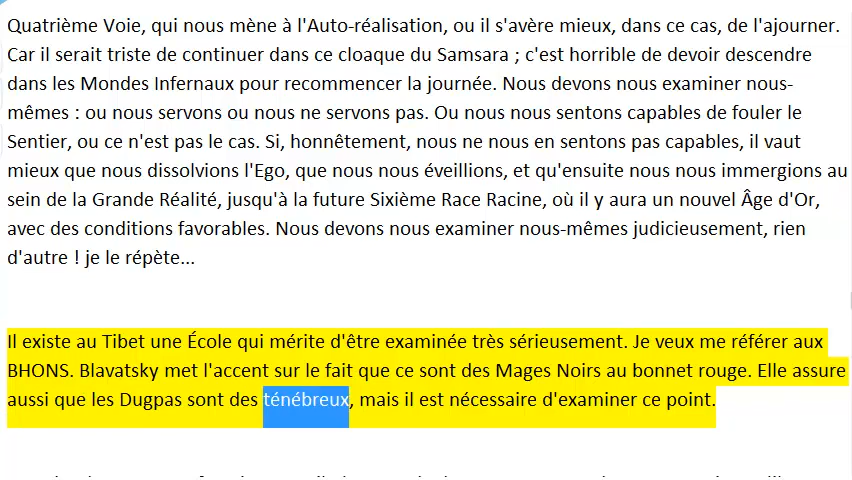 Quatrième Voie, qui nous mène à l'Auto-réalisation, ou il s'avère mieux, dans ce cas, de l'ajourner.
Car il serait triste de continuer dans ce cloaque du Samsara ; c'est horrible de devoir descendre
dans les Mondes Infernaux pour recommencer la journée. Nous devons nous examiner nous-
mêmes : ou nous servons ou nous ne servons pas. Ou nous nous sentons capables de fouler le
Sentier, ou ce n'est pas le cas. Si, honnêtement, nous ne nous en sentons pas capables, il vaut
mieux que nous dissolvions l'Ego, que nous nous éveillions, et qu'ensuite nous nous immergions au
sein de la Grande Réalité, jusqu'à la future Sixième Race Racine, où il y aura un nouvel Âge d'Or,
avec des conditions favorables. Nous devons nous examiner nous-mêmes judicieusement, rien
d'autre ! je le répète...
Il existe au Tibet une École qui mérite d'être examinée très sérieusement. Je veux me référer aux
BHONS. Blavatsky met l'accent sur le fait que ce sont des Mages Noirs au bonnet rouge. Elle assure
aussi que les Dugpas sont des ténébreux, mais il est nécessaire d'examiner ce point.